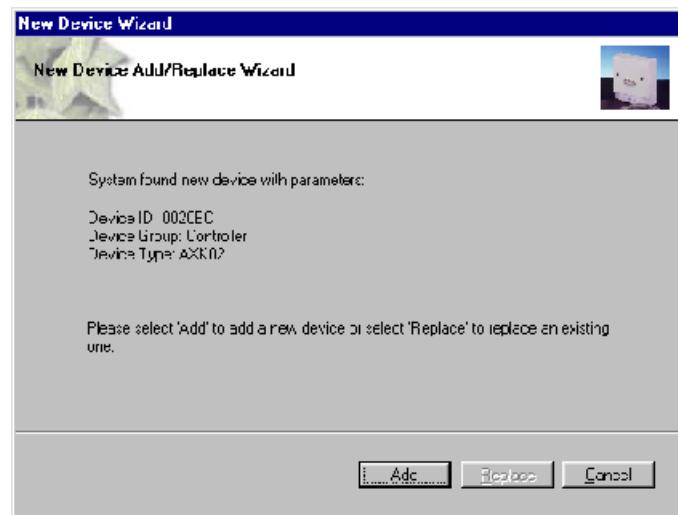 New Device Wizard
New Device Add/Replace Wizard
System found new device with parameters:
Device ID:
Device Group: Controler
Device Type: AXK02
Please select 'Add' to add a new device or select 'Replace' to replace an existing
one.
Add
Replace
Cancel